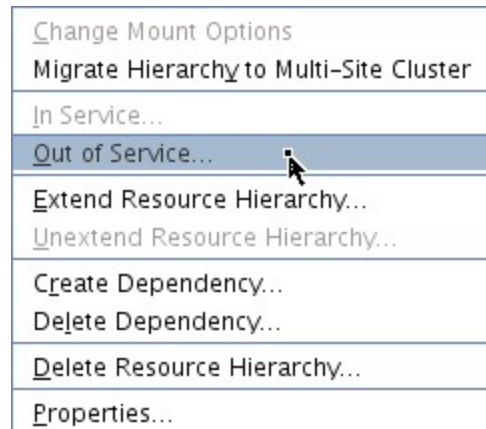 Change Mount Options
Migrate Hierarchy to Multi-Site Cluster
In Service...
Out of Service...
Extend Resource Hierarchy...
Unextend Resource Hierarchy...
Create Dependency...
Delete Dependency...
Delete Resource Hierarchy...
Properties...